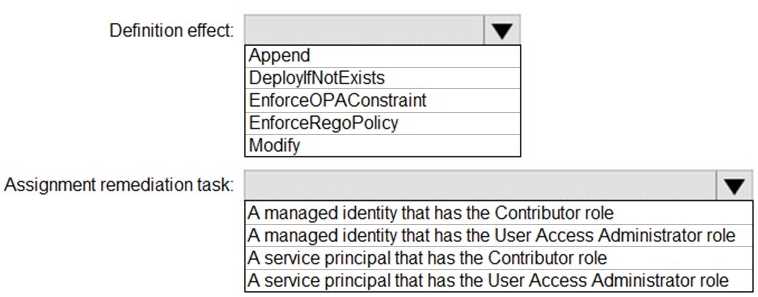 Definition effect:
Append
DeployIfNotExists
EnforceOPAConstraint
EnforceRegoPolicy
Modify
Assignment remediation task:
A managed identity that has the Contributor role
A managed identity that has the User Access Administrator role
A service principal that has the Contributor role
A service principal that has the User Access Administrator role